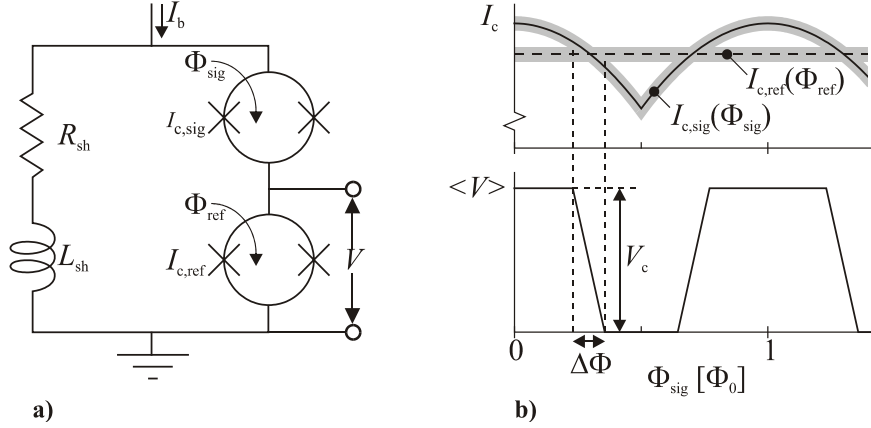 I_b
Φ_sig
I_c,sig
R_sh
Φ_ref
L_sh
I_c,ref
V
a)
I_c
I_c,ref(Φ_ref)
I_c,sig(Φ_sig)
<V>
V_c
0
1
ΔΦ
Φ_sig [Φ_0]
b)